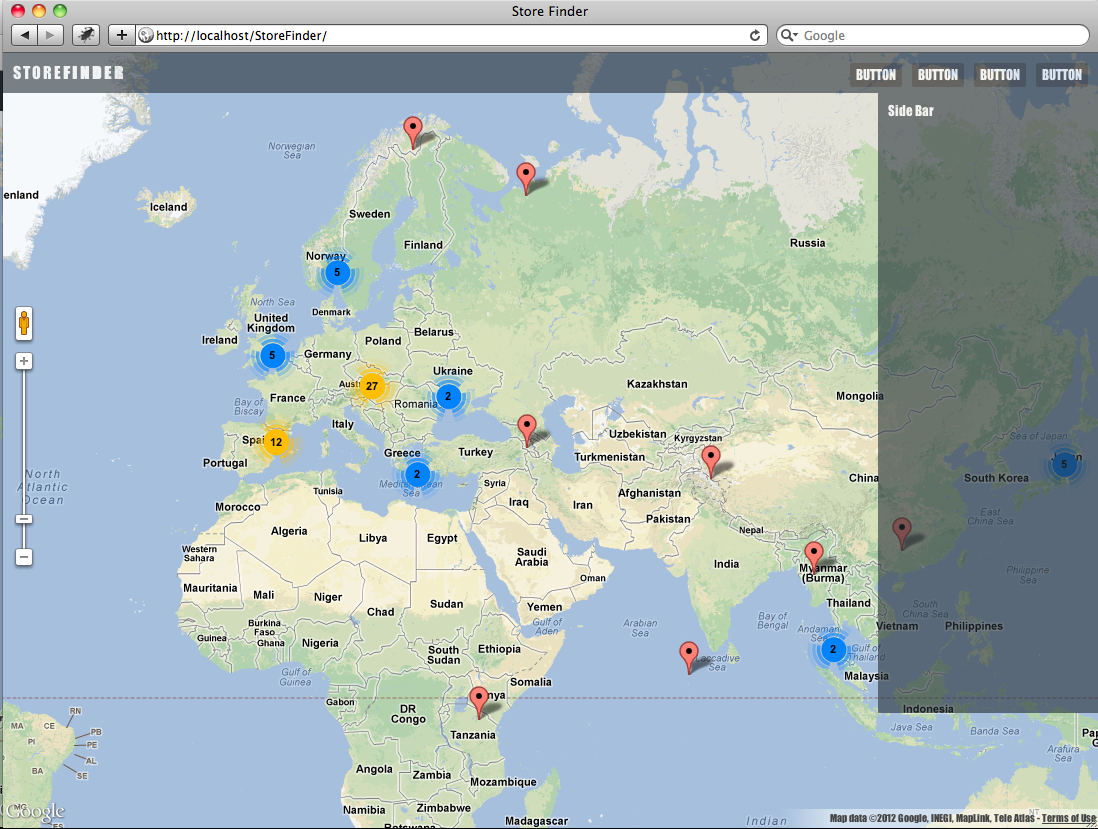 Store Finder
http://localhost/StoreFinder/
Google
STOREFINDER
BUTTON
BUTTON
BUTTON
BUTTON
Side Bar
Norwegian
Sea
enland
Iceland
Sweden
Finland
Russia
Norway
5
North Sea
Denmark
United
Kingdom
Ireland
5
Belarus
Poland
Germany
Ukraine
27
2
Romania
Kazakhstan
Mongolia
Bay of
Biscay
France
Italy
Uzbekistan
Kyrgyzstan
Sea of Japan
12
Greece
Turkey
Turkmenistan
Portugal
5
North
Atlantic
Ocean
2
Sea
Syria
China
South Korea
Tunisia
Iraq
Iran
Afghanistan
Morocco
Pakistan
East
China Sea
Algeria
Libya
Egypt
Nepal
Western
Sahara
Saudi
Arabia
India
Myanmar
(Burma)
Philippine
Sea
Oman
Mauritania
Mali
Niger
Chad
Sudan
Yemen
Thailand
South
China Sea
Burkina
Faso
Ghana
Gulf of
Aden
Arabian
Sea
Bay of
Bengal
Andaman
Sea
Vietnam
Philippines
Guinea
Nigeria
South
Sudan
Ethiopia
2
Gulf of
Thailand
Laccadive
Sea
Gulf of
Guinea
Somalia
Malaysia
Gabon
DR
Congo
Tanzania
Indonesia
Java Sea
Banda Sea
Arafura
Sea
RN
MA
CE
PB
PI
PE
AL
BA
SE
Angola
Zambia
Mozambique
Namibia
Zimbabwe
MG
Google
ES
Botswana
Madagascar
Indian
NT
Map data ©2012 Google, INEGI, MapLink, Tele Atlas - Terms of Use